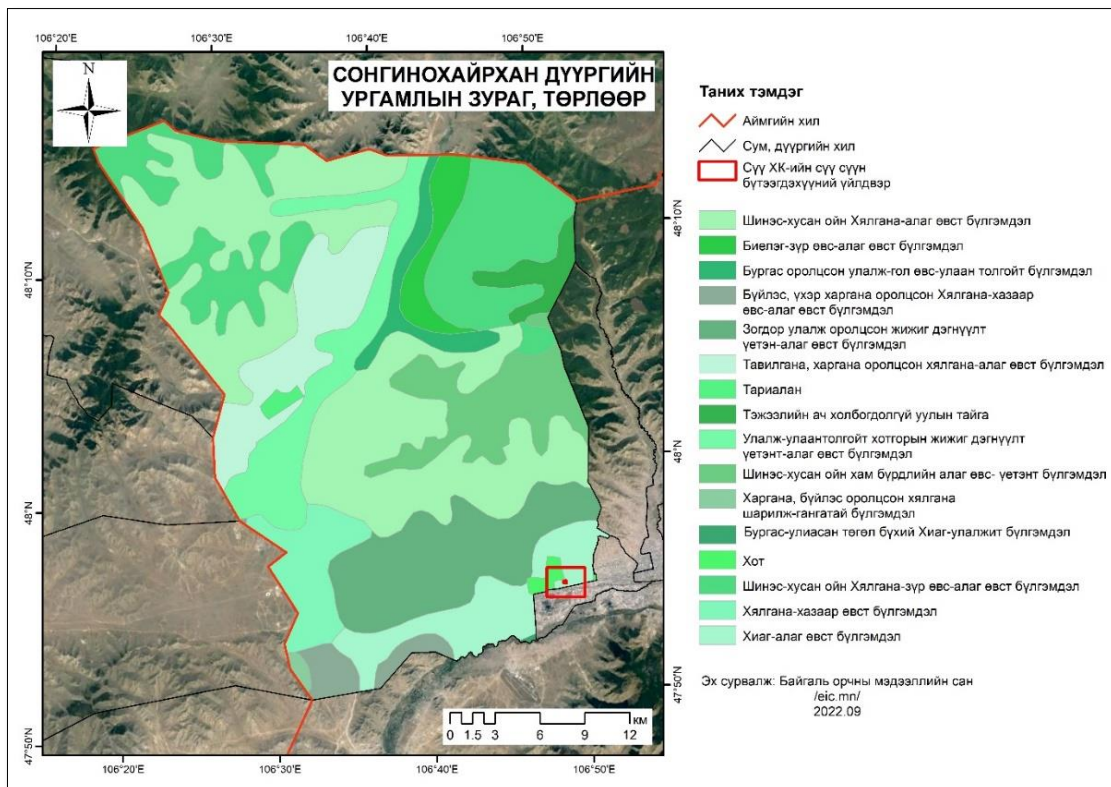 106°20'E 106°30'E 106°40'E 106°50'E
N
СОНГИНОХАЙРХАН ДҮҮРГИЙН
УРГАМЛЫН ЗУРАГ, ТӨРЛӨӨР
48°10'N
48°N
47°50'N
48°10'N
48°N
47°50'N
0 1.5 3 6 9 12 км
106°20'E 106°30'E 106°40'E 106°50'E
Таних тэмдэг
Аймгийн хил
Сум, дүүргийн хил
Сүү ХК-ийн сүү сүүн
бүтээгдэхүүний үйлдвэр
Шинэс-хусан ойн Хялгана-алаг өвст бүлгэмдэл
Биелэг-зүр өвс-алаг өвст бүлгэмдэл
Бургас оролцсон улалж-гол өвс-улаан толгойт бүлгэмдэл
Бүйлэс, үхэр харгана оролцсон Хялгана-хазаар
өвс-алаг өвст бүлгэмдэл
Зогдор улалж оролцсон жижиг дэгнүүлт
үетэн-алаг өвст бүлгэмдэл
Тавилгана, харгана оролцсон хялгана-алаг өвст бүлгэмдэл
Тариалан
Тэжээлийн ач холбогдолгүй уулын тайга
Улалж-улаантолгойт хотгорын жижиг дэгнүүлт
үетэнт-алаг өвст бүлгэмдэл
Шинэс-хусан ойн хам бүрдлийн алаг өвс- үетэнт бүлгэмдэл
Харгана, бүйлэс оролцсон хялгана
шарилж-гангатай бүлгэмдэл
Бургас-улиасан төгөл бүхий Хиаг-улалжит бүлгэмдэл
Хот
Шинэс-хусан ойн Хялгана-зүр өвс-алаг өвст бүлгэмдэл
Хялгана-хазаар өвст бүлгэмдэл
Хиаг-алаг өвст бүлгэмдэл
Эх сурвалж: Байгаль орчны мэдээллийн сан
/eic.mn/
2022.09